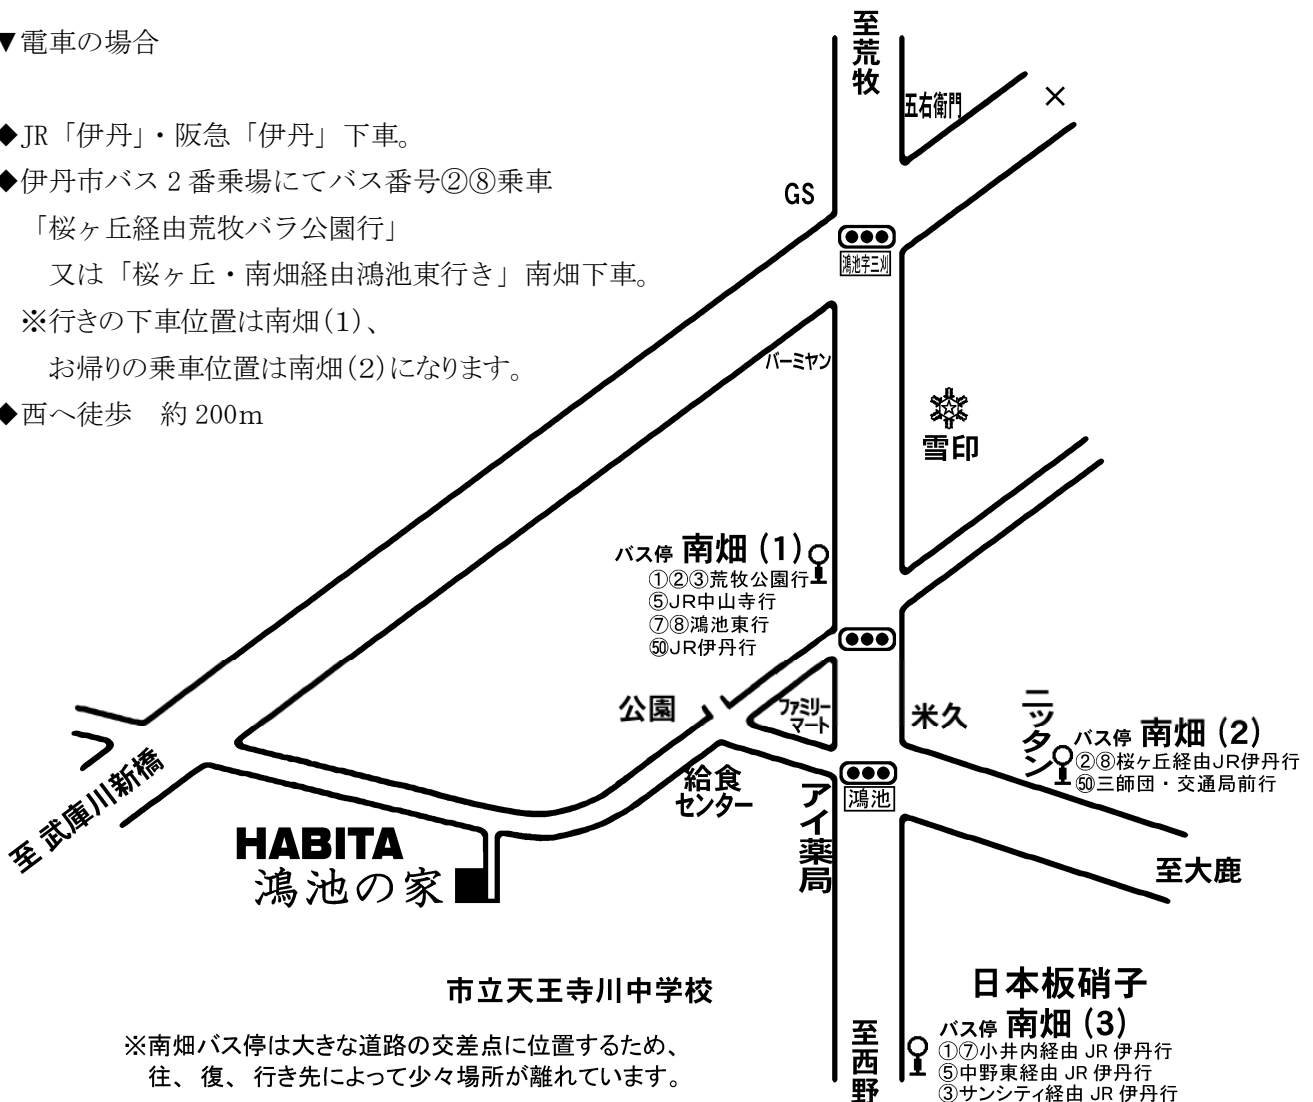 ▼電車の場合
◆JR「伊丹」・阪急「伊丹」下車。
◆伊丹市バス2番乗場にてバス番号②⑧乗車
「桜ヶ丘経由荒牧バラ公園行」
又は「桜ヶ丘・南畑経由鴻池東行き」南畑下車。
※行きの下車位置は南畑(1)、
お帰りの乗車位置は南畑(2)になります。
◆西へ徒歩 約200m
至荒牧
五右衛門
×
GS
鴻池字三刈
バーミヤン
雪印
バス停 南畑 (1)
①②③荒牧公園行
⑤JR中山寺行
⑦⑧鴻池東行
㊿JR伊丹行
公園
ファミリー
マート
米久
ニッタン
バス停 南畑 (2)
②⑧桜ヶ丘経由JR伊丹行
㊿三師団・交通局前行
至 武庫川新橋
給食
センター
アイ薬局
鴻池
至大鹿
HABITA
鴻池の家
市立天王寺川中学校
日本板硝子
バス停 南畑 (3)
①⑦小井内経由 JR 伊丹行
⑤中野東経由 JR 伊丹行
③サンシティ経由 JR 伊丹行
至西野
※南畑バス停は大きな道路の交差点に位置するため、
往、復、行き先によって少々場所が離れています。